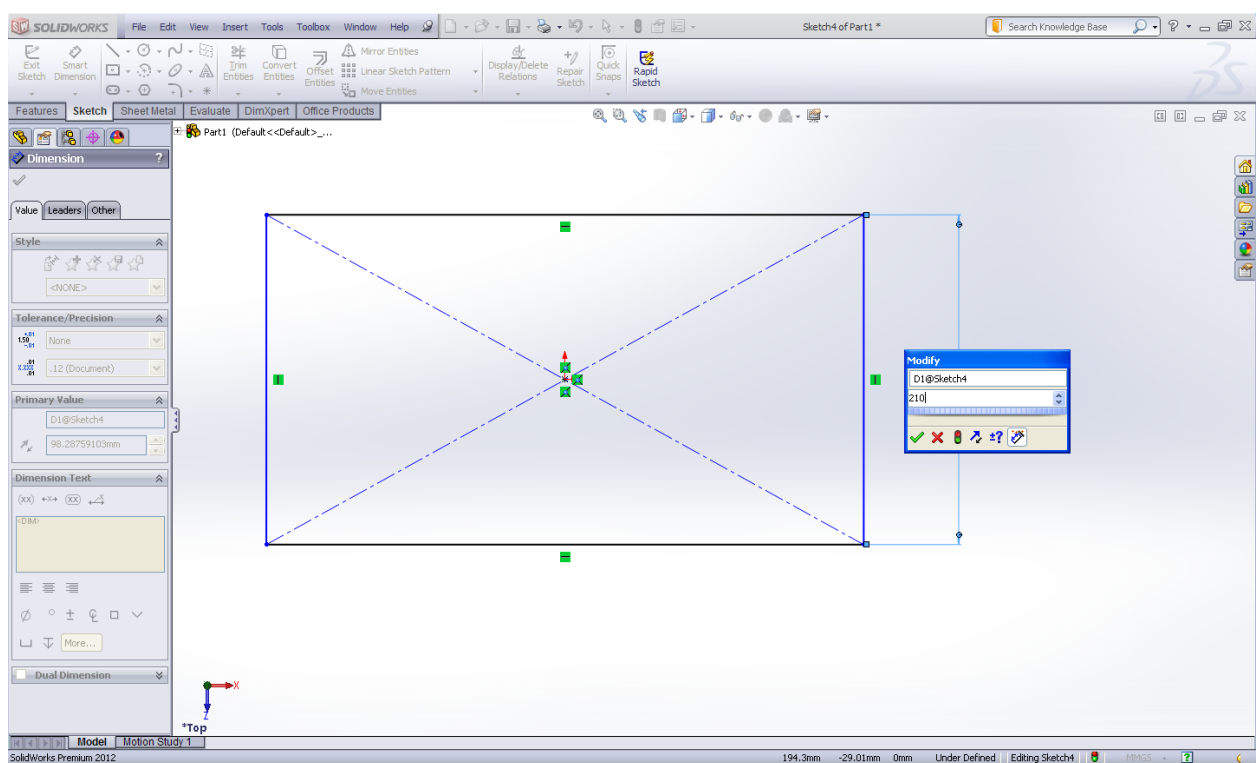 SOLIDWORKS File Edit View Insert Tools Toolbox Window Help Sketch4 of Part1 * Search Knowledge Base ?
Exit Sketch
Smart Dimension
Trim Entities
Convert Entities
Offset Entities
Mirror Entities
Linear Sketch Pattern
Move Entities
Display/Delete Relations
Repair Sketch
Quick Snaps
Rapid Sketch
Features Sketch Sheet Metal Evaluate DimXpert Office Products
Part1 (Default<<Default>_...
Dimension ?
Value Leaders Other
Style
<NONE>
Tolerance/Precision
None
.12 (Document)
Primary Value
D1@Sketch4
98.28759103mm
Dimension Text
(xx) (xx)
<DIM>
More...
Dual Dimension
Modify
D1@Sketch4
210
±?
X
Z
*Top
Model Motion Study 1
SolidWorks Premium 2012 194.3mm -29.01mm 0mm Under Defined Editing Sketch4 MMGS ?